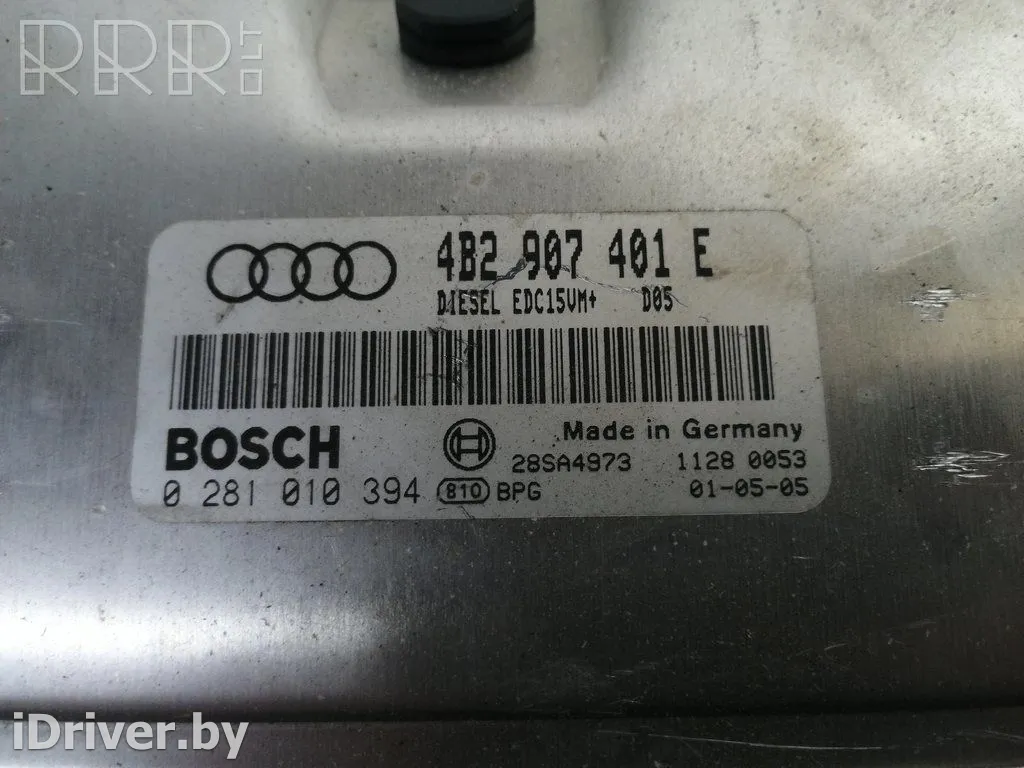 RRR.LT
4B2 907 401 E
DIESEL EDC15VM+ D05
BOSCH
Made in Germany
28SA4973 1128 0053
0 281 010 394 810 BPG 01-05-05
iDriver.by